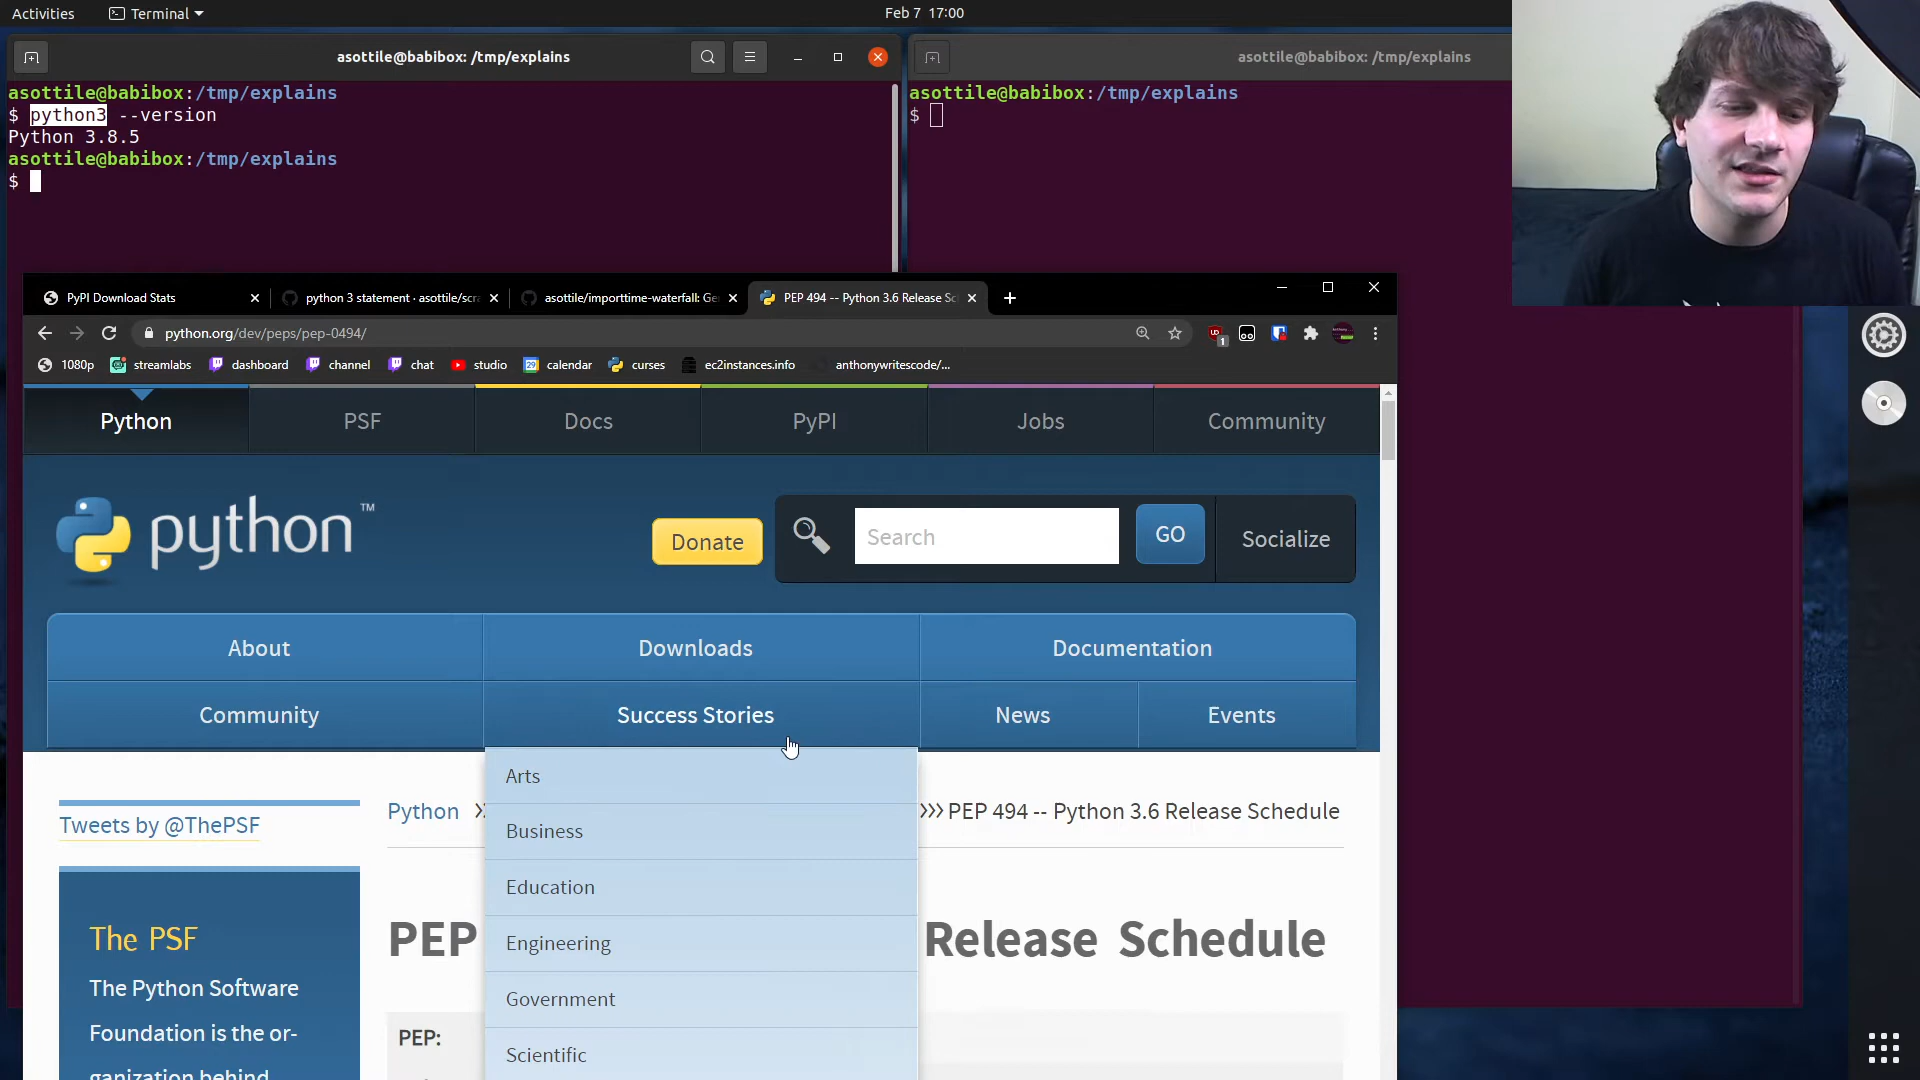 Activities
Terminal
Feb 7 17:00
asottile@babibox: /tmp/explains
asottile@babibox:/tmp/explains
$ python3 --version
Python 3.8.5
asottile@babibox:/tmp/explains
$
asottile@babibox: /tmp/explains
asottile@babibox:/tmp/explains
$
PyPI Download Stats
python 3 statement · asottile/scra
asottile/importtime-waterfall: Ge
PEP 494 -- Python 3.6 Release Sc
python.org/dev/peps/pep-0494/
1
1080p
streamlabs
dashboard
channel
chat
studio
29
calendar
curses
ec2instances.info
anthonywritescode/...
Python
PSF
Docs
PyPI
Jobs
Community
python™
Donate
Search
GO
Socialize
About
Downloads
Documentation
Community
Success Stories
News
Events
Arts
Business
Education
Engineering
Government
Scientific
Tweets by @ThePSF
Python
>>> PEP 494 -- Python 3.6 Release Schedule
The PSF
The Python Software
Foundation is the or-
ganization behind
PEP Release Schedule
PEP: